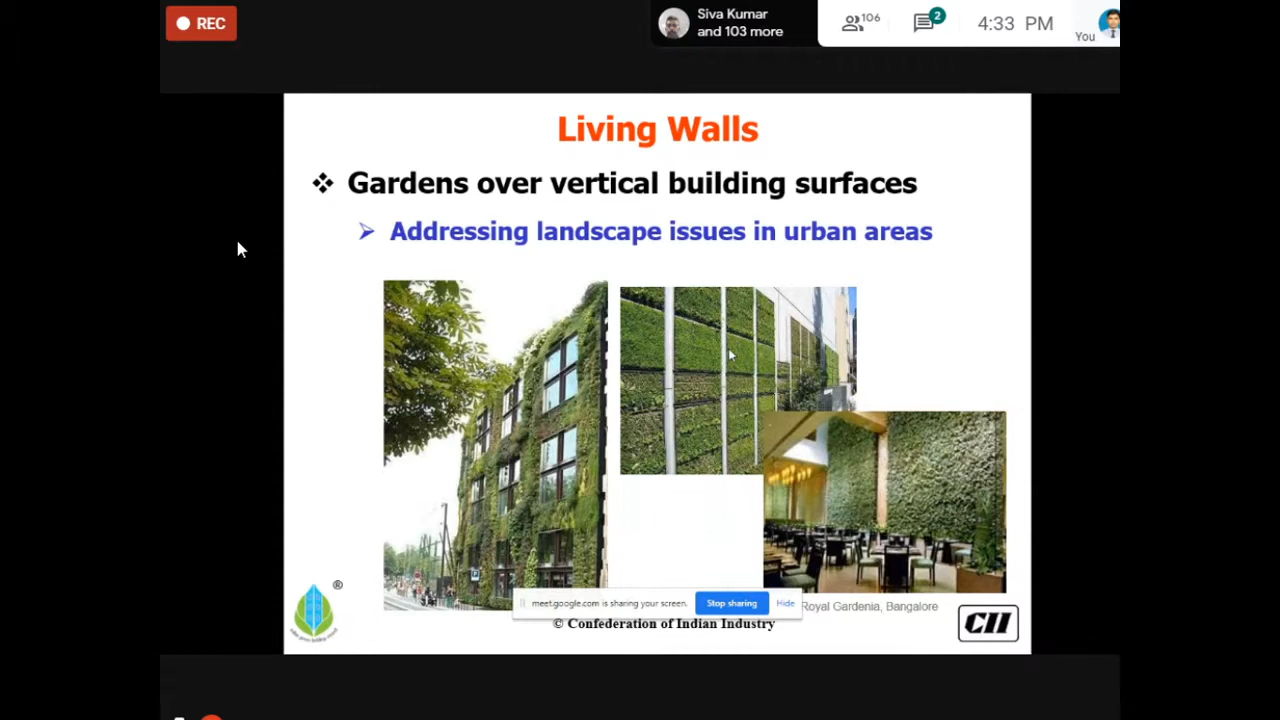 REC
Siva Kumar
and 103 more
106
2
4:33 PM
You
Living Walls
Gardens over vertical building surfaces
Addressing landscape issues in urban areas
®
meet.google.com is sharing your screen.
Stop sharing
Hide
Royal Gardenia, Bangalore
© Confederation of Indian Industry
CII